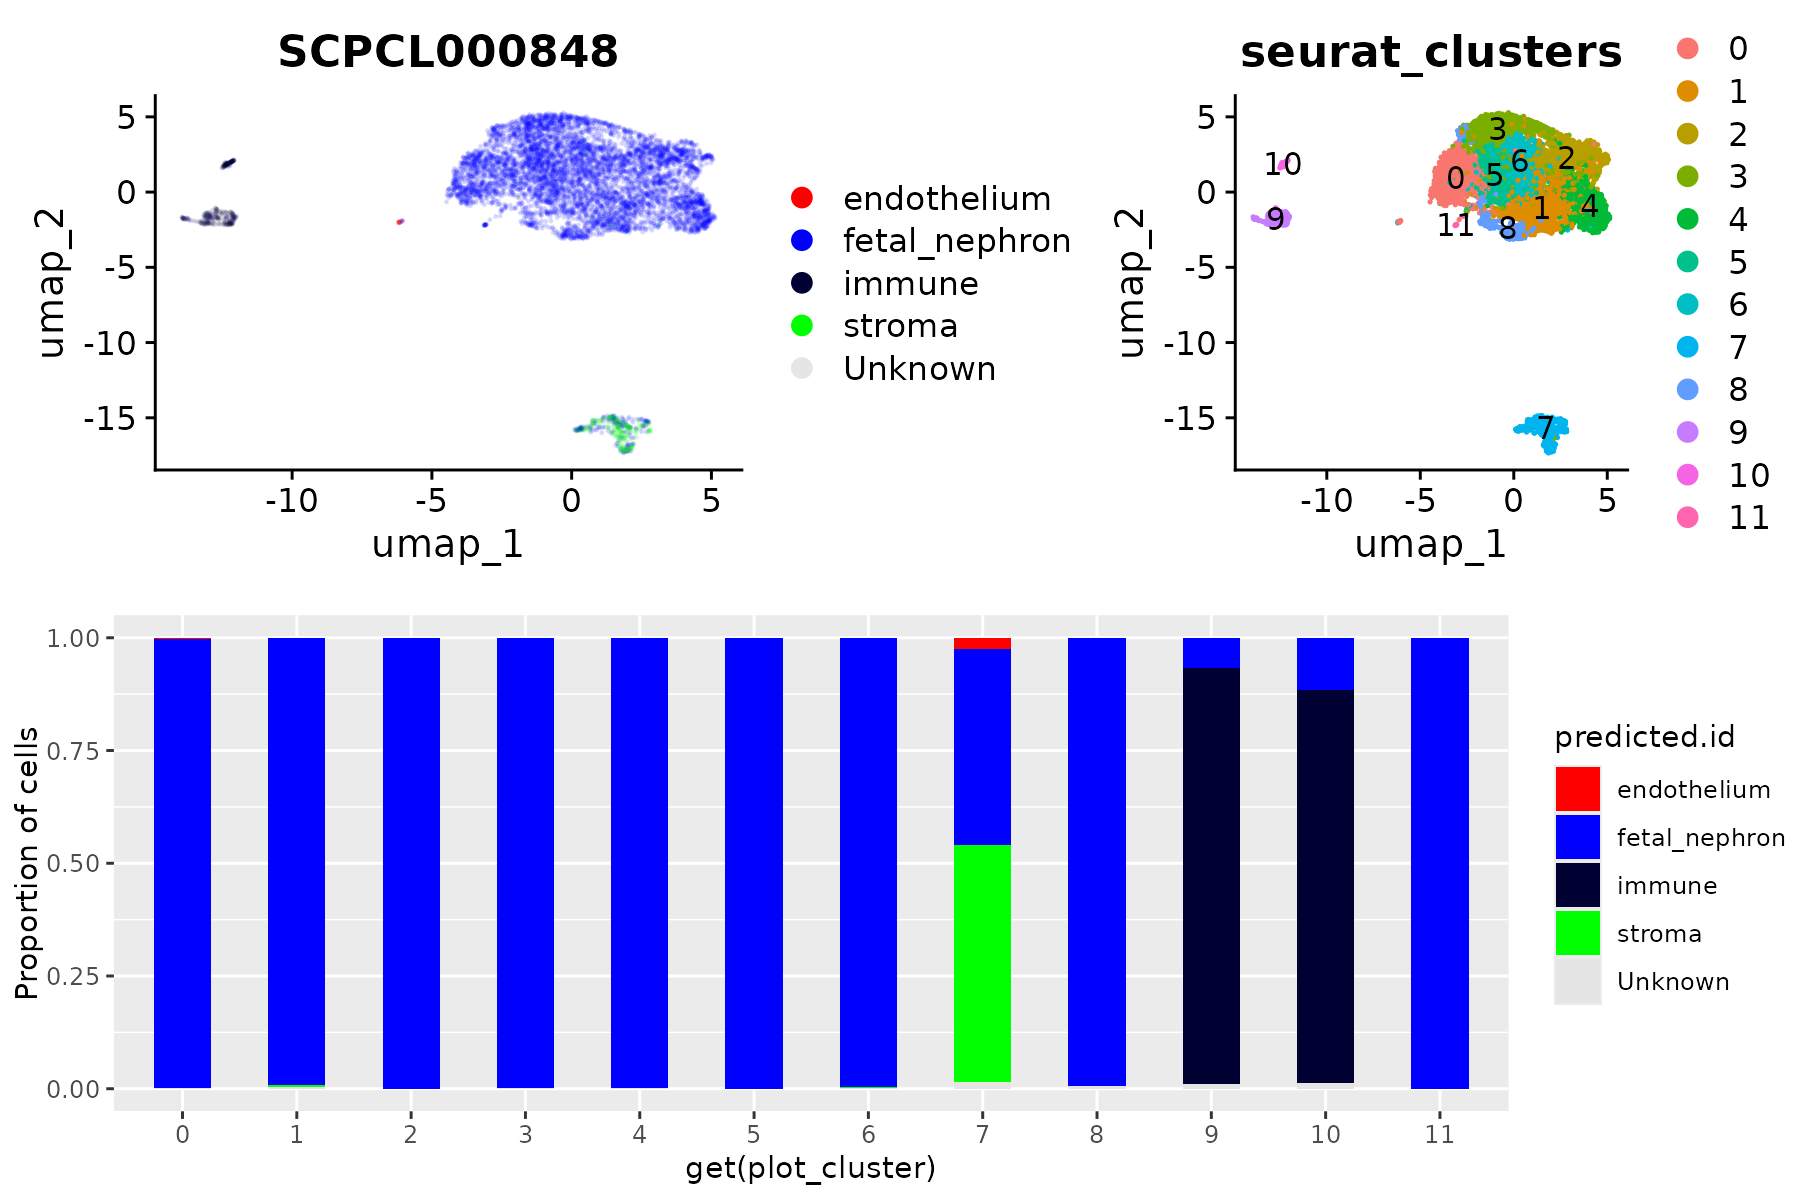 SCPCL000848
5
0
-5
-10
-15
umap_2
-10
-5
0
5
umap_1
endothelium
fetal_nephron
immune
stroma
Unknown
seurat_clusters
5
0
-5
-10
-15
umap_2
-10
-5
0
5
umap_1
3
10
6
2
5
0
1
4
9
11
8
7
0
1
2
3
4
5
6
7
8
9
10
11
1.00
0.75
0.50
0.25
0.00
Proportion of cells
0 1 2 3 4 5 6 7 8 9 10 11
get(plot_cluster)
predicted.id
endothelium
fetal_nephron
immune
stroma
Unknown